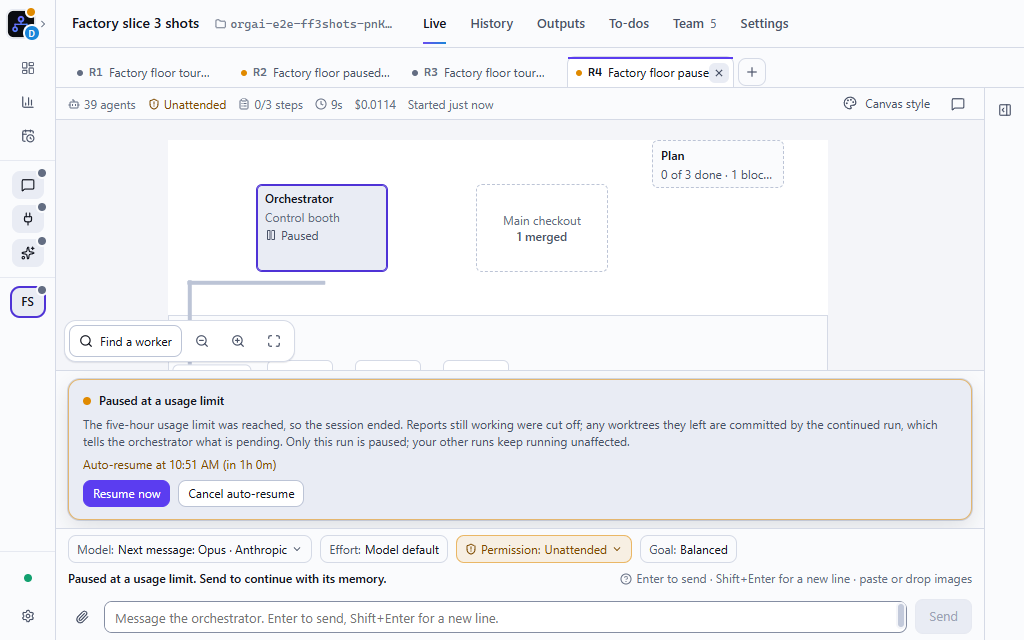 Factory slice 3 shots
orgai-e2e-ff3shots-pnK…
Live
History
Outputs
To-dos
Team 5
Settings
D
R1 Factory floor tour...
R2 Factory floor paused...
R3 Factory floor tour...
R4 Factory floor pause
39 agents
Unattended
0/3 steps
9s
$0.0114
Started just now
Canvas style
Plan
0 of 3 done · 1 bloc...
Orchestrator
Control booth
Paused
Main checkout
1 merged
FS
Find a worker
Paused at a usage limit
The five-hour usage limit was reached, so the session ended. Reports still working were cut off; any worktrees they left are committed by the continued run, which
tells the orchestrator what is pending. Only this run is paused; your other runs keep running unaffected.
Auto-resume at 10:51 AM (in 1h 0m)
Resume now
Cancel auto-resume
Model: Next message: Opus · Anthropic
Effort: Model default
Permission: Unattended
Goal: Balanced
Paused at a usage limit. Send to continue with its memory.
Enter to send · Shift+Enter for a new line · paste or drop images
Message the orchestrator. Enter to send, Shift+Enter for a new line.
Send